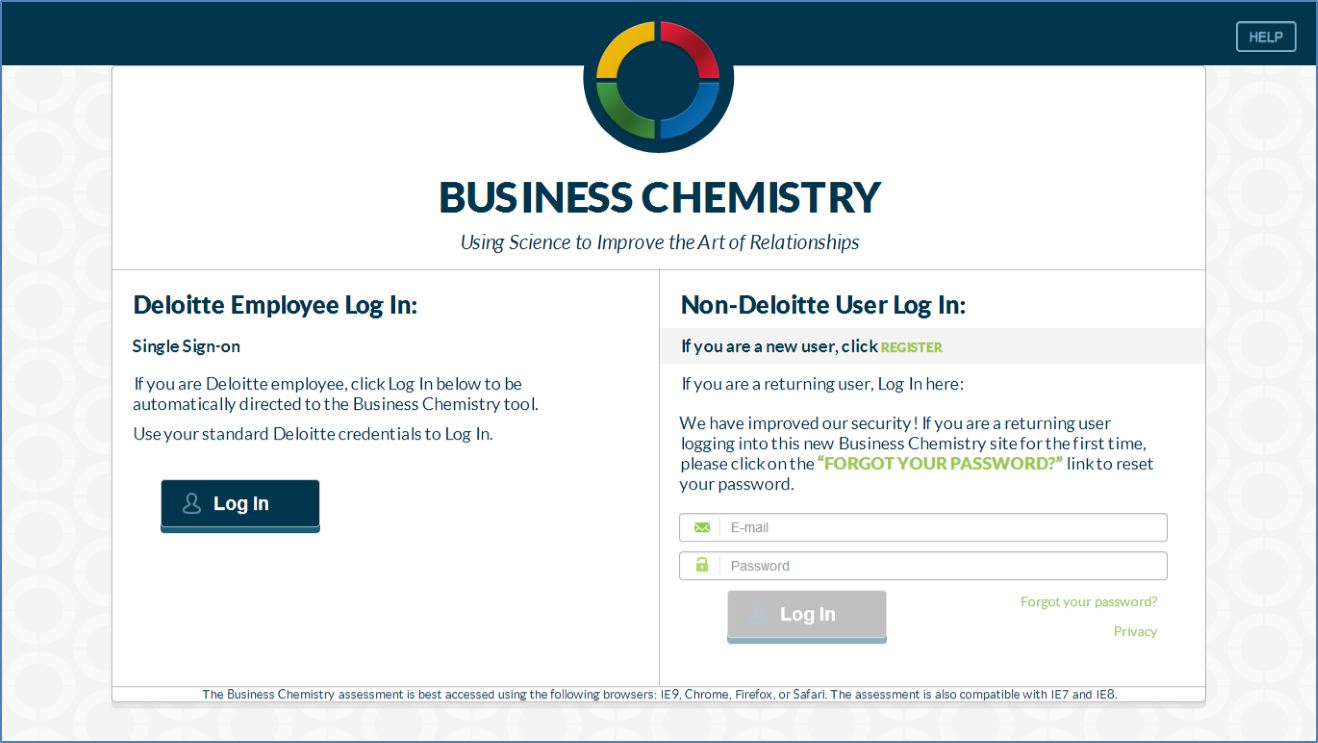 HELP
BUSINESS CHEMISTRY
Using Science to Improve the Art of Relationships
Deloitte Employee Log In:
Single Sign-on
If you are Deloitte employee, click Log In below to be
automatically directed to the Business Chemistry tool.
Use your standard Deloitte credentials to Log In.
Log In
Non-Deloitte User Log In:
If you are a new user, click REGISTER
If you are a returning user, Log In here:
We have improved our security! If you are a returning user
logging into this new Business Chemistry site for the first time,
please click on the “FORGOT YOUR PASSWORD?” link to reset
your password.
E-mail
Password
Log In
Forgot your password?
Privacy
The Business Chemistry assessment is best accessed using the following browsers: IE9, Chrome, Firefox, or Safari. The assessment is also compatible with IE7 and IE8.